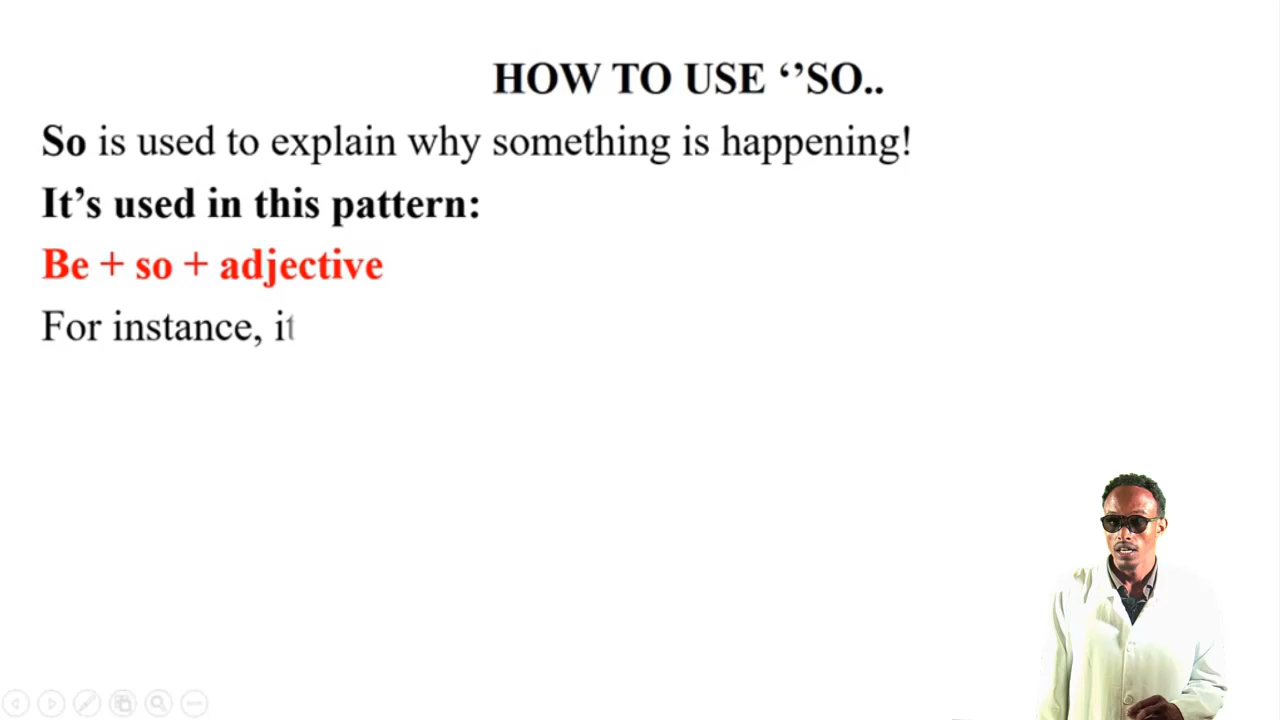 HOW TO USE ‘’SO..
So is used to explain why something is happening!
It’s used in this pattern:
Be + so + adjective
For instance, it